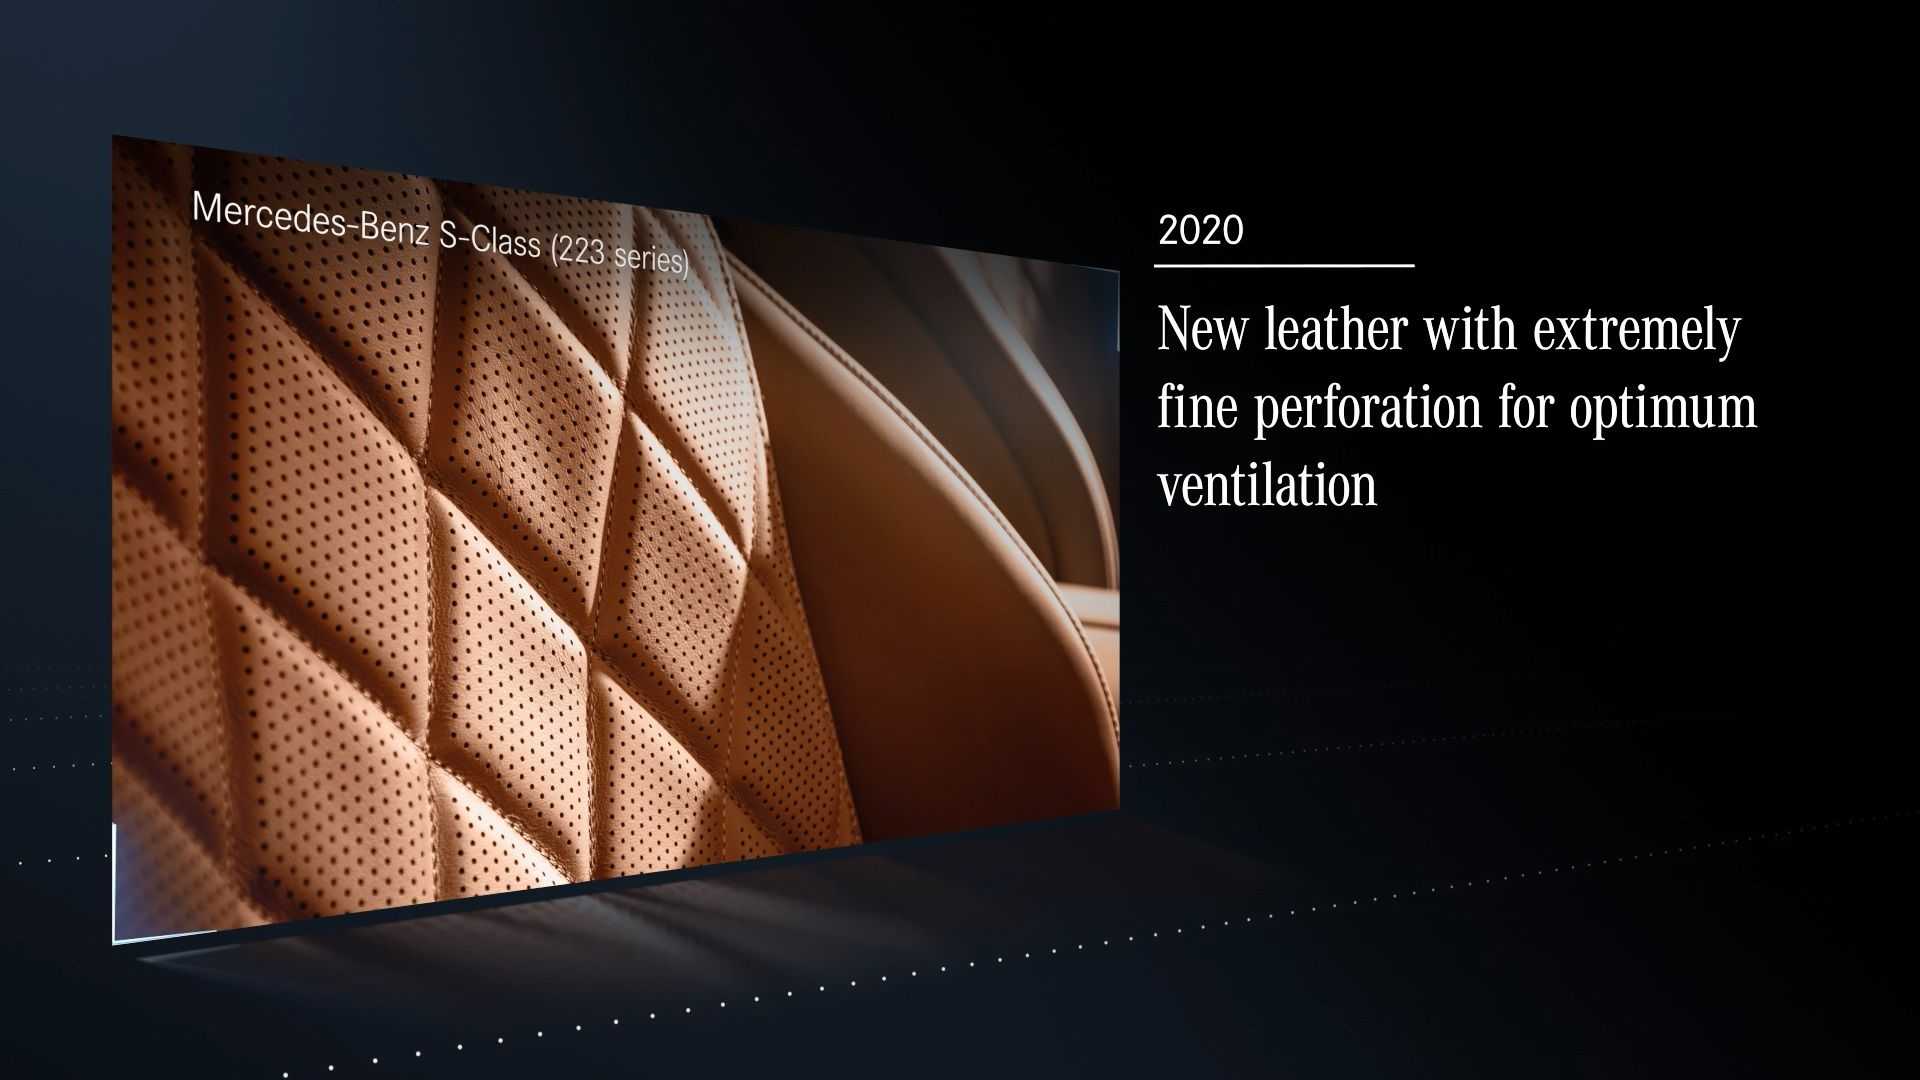 Mercedes-Benz S-Class (223 series)
2020
New leather with extremely
fine perforation for optimum
ventilation